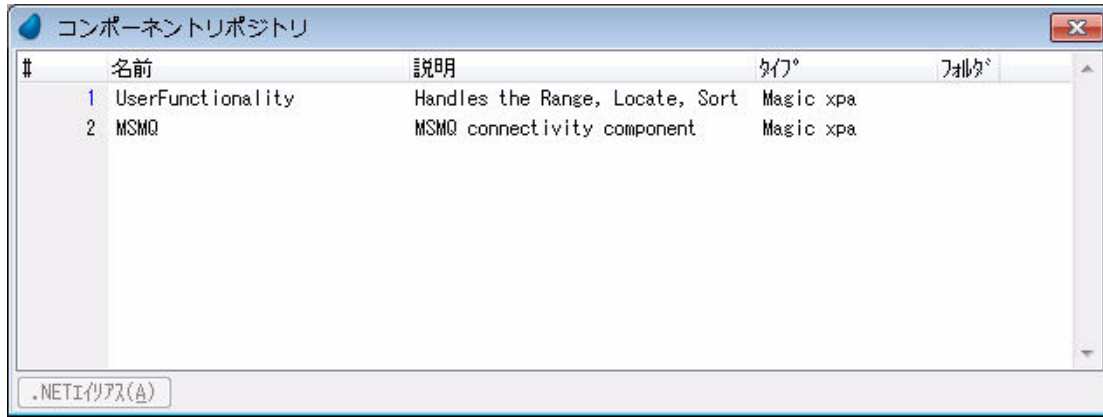 コンポーネントリポジトリ
# 名前 説明 ﾀｲﾌﾟ ﾌｫﾙﾀﾞ
1 UserFunctionality Handles the Range, Locate, Sort Magic xpa
2 MSMQ MSMQ connectivity component Magic xpa
.NETｴｲﾘｱｽ(A)